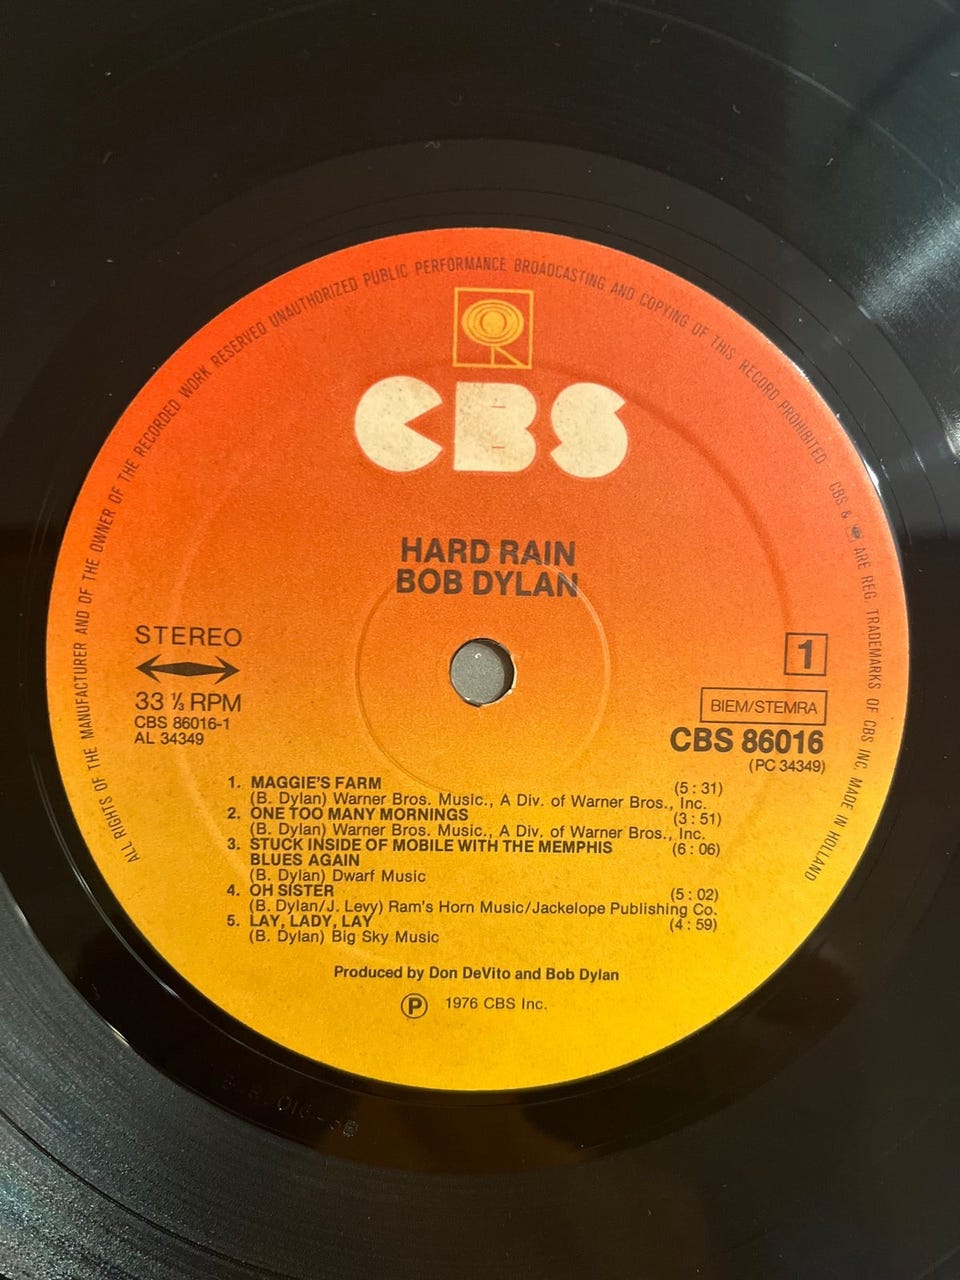 ALL RIGHTS OF THE MANUFACTURER AND OF THE OWNER OF THE RECORDED WORK RESERVED UNAUTHORIZED PUBLIC PERFORMANCE BROADCASTING AND COPYING OF THIS RECORD PROHIBITED CBS & ARE REG. TRADEMARKS OF CBS INC. MADE IN HOLLAND
CBS
HARD RAIN
BOB DYLAN
STEREO
33 ⅓ RPM
CBS 86016-1
AL 34349
1
BIEM/STEMRA
CBS 86016
(PC 34349)
1. MAGGIE'S FARM (5 : 31)
(B. Dylan) Warner Bros. Music., A Div. of Warner Bros., Inc.
2. ONE TOO MANY MORNINGS (3 : 51)
(B. Dylan) Warner Bros. Music., A Div. of Warner Bros., Inc.
3. STUCK INSIDE OF MOBILE WITH THE MEMPHIS (6 : 06)
BLUES AGAIN
(B. Dylan) Dwarf Music
4. OH SISTER (5 : 02)
(B. Dylan/J. Levy) Ram's Horn Music/Jackelope Publishing Co.
5. LAY, LADY, LAY (4 : 59)
(B. Dylan) Big Sky Music
Produced by Don DeVito and Bob Dylan
Ⓟ 1976 CBS Inc.